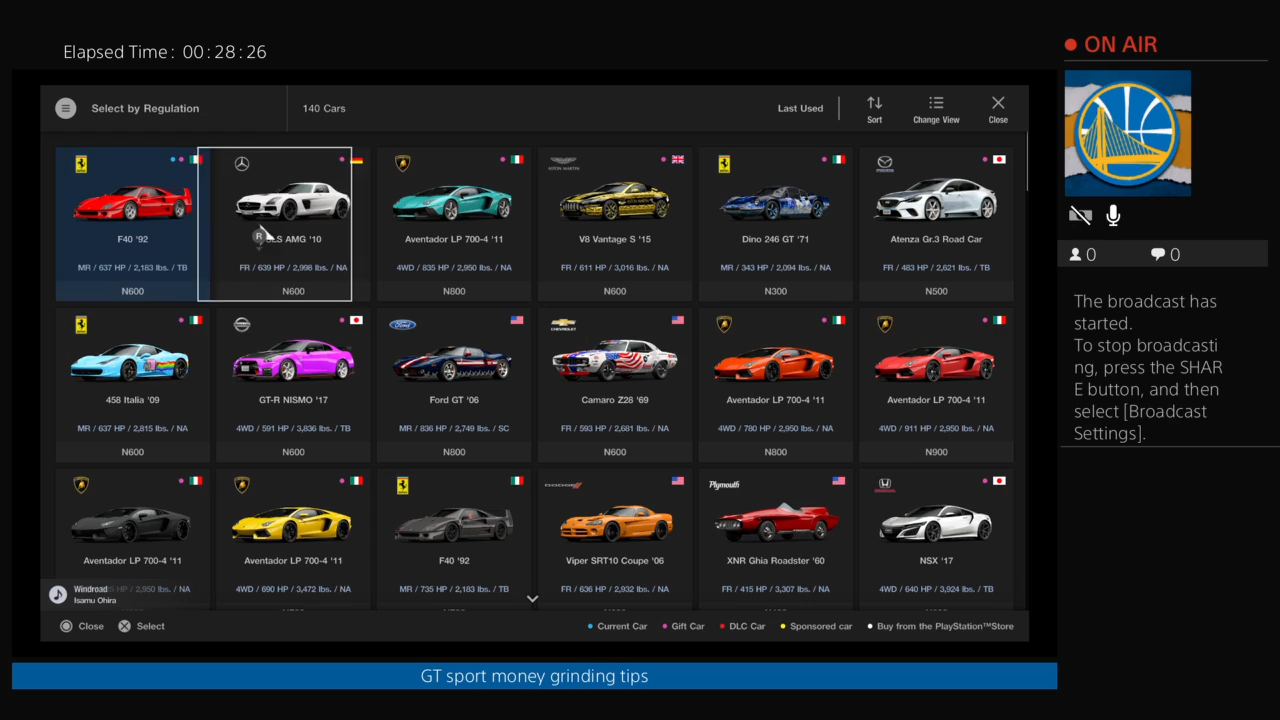 Elapsed Time: 00:28:26
ON AIR
Select by Regulation
140 Cars
Last Used
Sort
Change View
Close
F40 '92
MR / 637 HP / 2,183 lbs. / TB
N600
R
LS AMG '10
FR / 639 HP / 2,998 lbs. / NA
N600
Aventador LP 700-4 '11
4WD / 835 HP / 2,950 lbs. / NA
N800
ASTON MARTIN
V8 Vantage S '15
FR / 611 HP / 3,016 lbs. / NA
N600
Dino 246 GT '71
MR / 343 HP / 2,094 lbs. / NA
N300
Atenza Gr.3 Road Car
FR / 483 HP / 2,621 lbs. / TB
N500
0
0
The broadcast has
started.
To stop broadcasti
ng, press the SHAR
E button, and then
select [Broadcast
Settings].
458 Italia '09
MR / 637 HP / 2,815 lbs. / NA
N600
GT-R NISMO '17
4WD / 591 HP / 3,836 lbs. / TB
N600
Ford
Ford GT '06
MR / 836 HP / 2,749 lbs. / SC
N800
CHEVROLET
Camaro Z28 '69
FR / 593 HP / 2,681 lbs. / NA
N600
Aventador LP 700-4 '11
4WD / 780 HP / 2,950 lbs. / NA
N800
Aventador LP 700-4 '11
4WD / 911 HP / 2,950 lbs. / NA
N900
Aventador LP 700-4 '11
HP / 2,950 lbs. / NA
Aventador LP 700-4 '11
4WD / 690 HP / 3,472 lbs. / NA
F40 '92
MR / 735 HP / 2,183 lbs. / TB
DODGE
Viper SRT10 Coupe '06
FR / 636 HP / 2,932 lbs. / NA
Plymouth
XNR Ghia Roadster '60
FR / 415 HP / 3,307 lbs. / NA
NSX '17
4WD / 640 HP / 3,924 lbs. / TB
Windroad
Isamu Ohira
Close
Select
Current Car
Gift Car
DLC Car
Sponsored car
Buy from the PlayStation™Store
GT sport money grinding tips